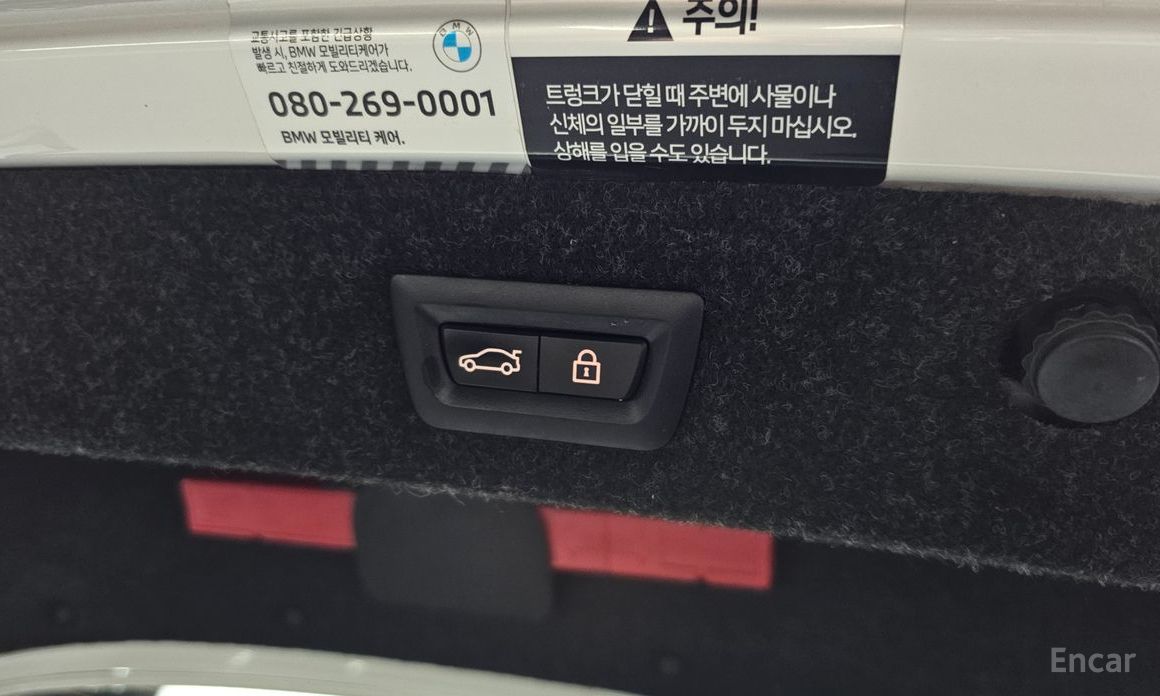 교통사고를 포함한 긴급상황
발생 시, BMW 모빌리티케어가
빠르고 친절하게 도와드리겠습니다.
BMW
080-269-0001
BMW 모빌리티 케어.
주의!
트렁크가 닫힐 때 주변에 사물이나
신체의 일부를 가까이 두지 마십시오.
상해를 입을 수도 있습니다.
Encar